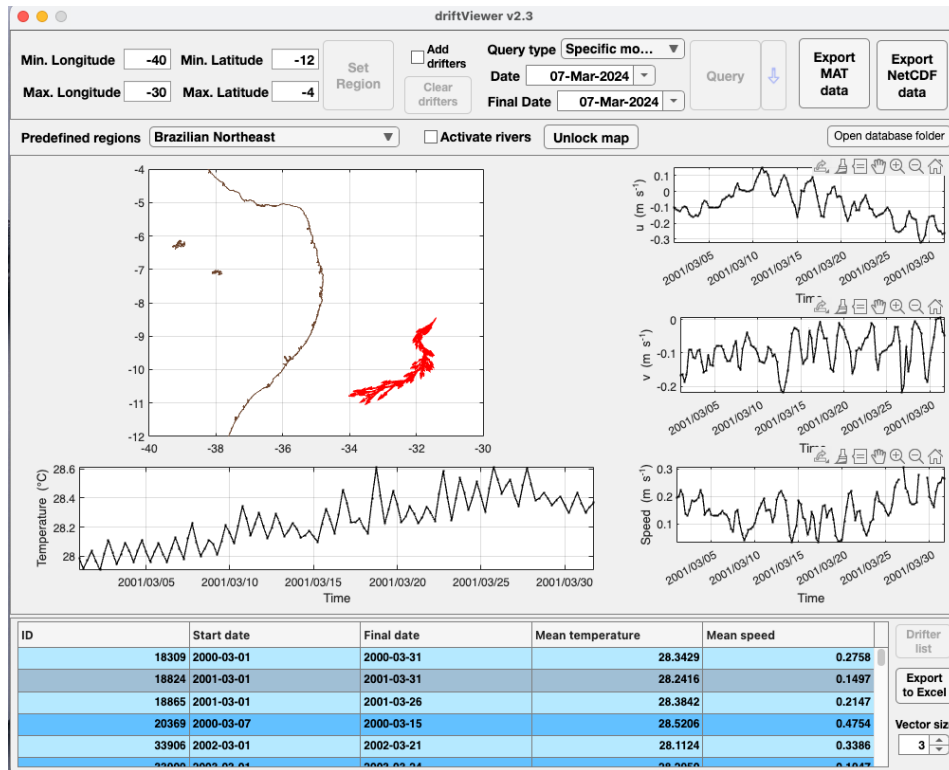 driftViewer v2.3
Min. Longitude -40 Min. Latitude -12
Max. Longitude -30 Max. Latitude -4
Set Region
Add drifters
Clear drifters
Query type Specific mo...
Date 07-Mar-2024
Final Date 07-Mar-2024
Query
Export MAT data
Export NetCDF data
Predefined regions Brazilian Northeast
Activate rivers
Unlock map
Open database folder
-4
-5
-6
-7
-8
-9
-10
-11
-12
-40 -38 -36 -34 -32 -30
u (m s⁻¹)
0.1
0
-0.1
-0.2
-0.3
2001/03/05 2001/03/10 2001/03/15 2001/03/20 2001/03/25 2001/03/30
Time
v (m s⁻¹)
0
-0.1
-0.2
2001/03/05 2001/03/10 2001/03/15 2001/03/20 2001/03/25 2001/03/30
Time
Speed (m s⁻¹)
0.3
0.2
0.1
2001/03/05 2001/03/10 2001/03/15 2001/03/20 2001/03/25 2001/03/30
Time
Temperature (°C)
28.6
28.4
28.2
28
2001/03/05 2001/03/10 2001/03/15 2001/03/20 2001/03/25 2001/03/30
Time
ID Start date Final date Mean temperature Mean speed
18309 2000-03-01 2000-03-31 28.3429 0.2758
18824 2001-03-01 2001-03-31 28.2416 0.1497
18865 2001-03-01 2001-03-26 28.3842 0.2147
20369 2000-03-07 2000-03-15 28.5206 0.4754
33906 2002-03-01 2002-03-21 28.1124 0.3386
Drifter list
Export to Excel
Vector siz
3